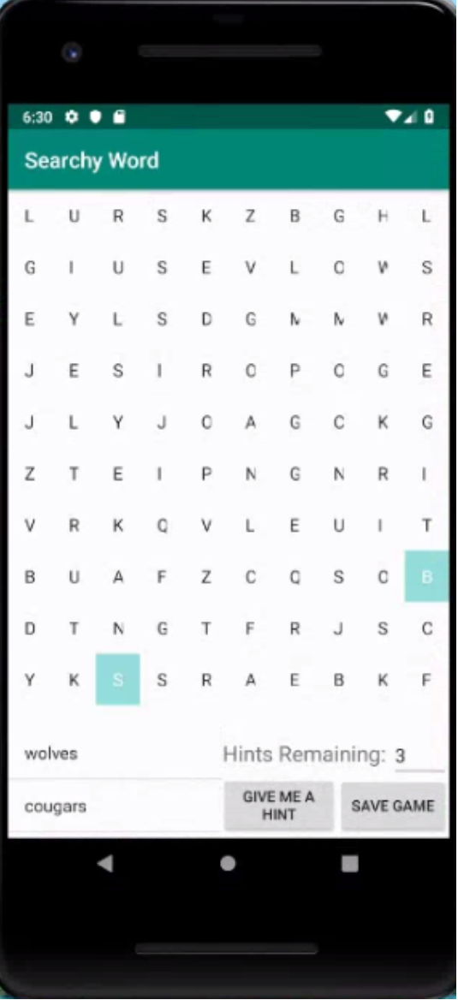 6:30
Searchy Word
L U R S K Z B G H L
G I U S E V L O W S
E Y L S D G M M W R
J E S I R O P O G E
J L Y J O A G C K G
Z T E I P N G N R I
V R K Q V L E U I T
B U A F Z C Q S O B
D T N G T F R J S C
Y K S S R A E B K F
wolves
Hints Remaining: 3
cougars
GIVE ME A
HINT
SAVE GAME